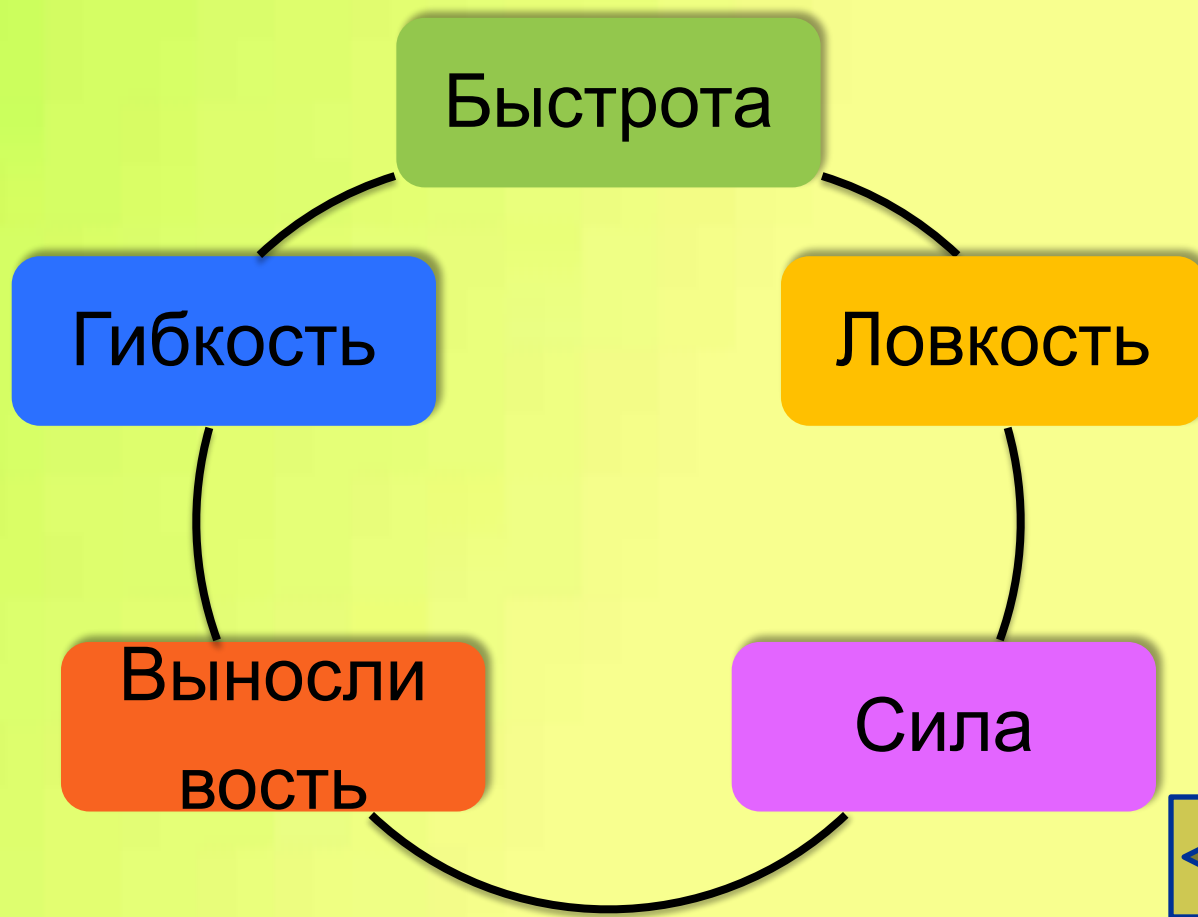 Быстрота
Гибкость
Ловкость
Выносли
вость
Сила